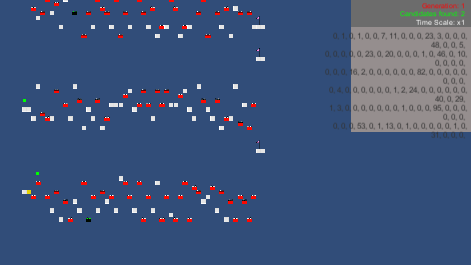 Generation: 1
Candidates found: 2
Time Scale: x1
0, 1, 0, 1, 0, 0, 7, 11, 0, 0, 0, 23, 3, 0, 0, 0,
48, 0, 0, 5,
0, 0, 0, 0, 23, 0, 20, 0, 0, 0, 1, 0, 46, 0, 10
0, 0, 0, 0,
0, 0, 0, 16, 2, 0, 0, 0, 0, 0, 82, 0, 0, 0, 0,
0, 0, 0,
0, 4, 0, 0, 0, 0, 0, 0, 1, 2, 24, 0, 0, 0, 0, 0,
40, 0, 29,
1, 0, 0, 0, 0, 0, 0, 1, 0, 0, 0, 95, 0, 0, 0,
0, 0, 0,
0, 0, 0, 53, 0, 1, 13, 0, 1, 0, 0, 0, 0, 0, 1, 0,
0, 0, 0,